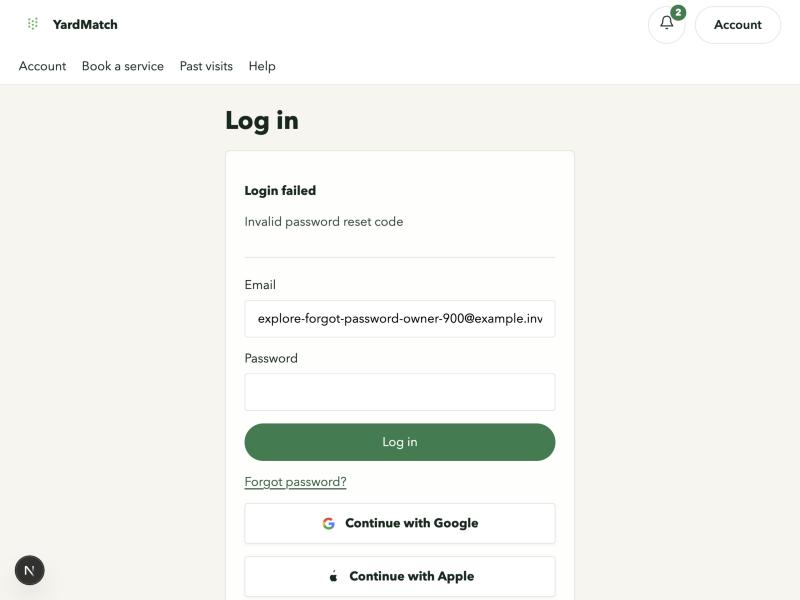 YardMatch
2
Account
Account Book a service Past visits Help
Log in
Login failed
Invalid password reset code
Email
explore-forgot-password-owner-900@example.inv
Password
Log in
Forgot password?
Continue with Google
Continue with Apple
N